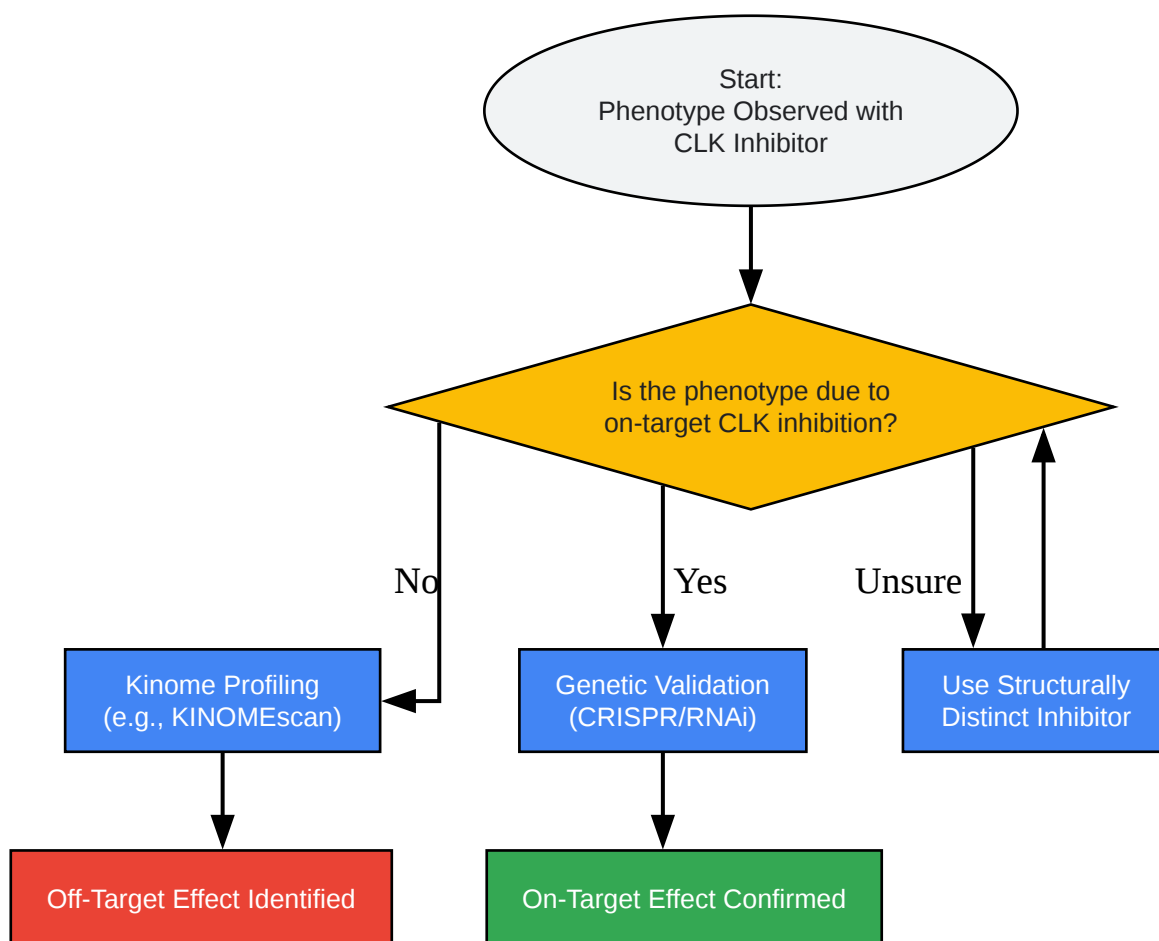 Start:
Phenotype Observed with
CLK Inhibitor
Is the phenotype due to
on-target CLK inhibition?
No
Yes
Unsure
Kinome Profiling
(e.g., KINOMEscan)
Genetic Validation
(CRISPR/RNAi)
Use Structurally
Distinct Inhibitor
Off-Target Effect Identified
On-Target Effect Confirmed